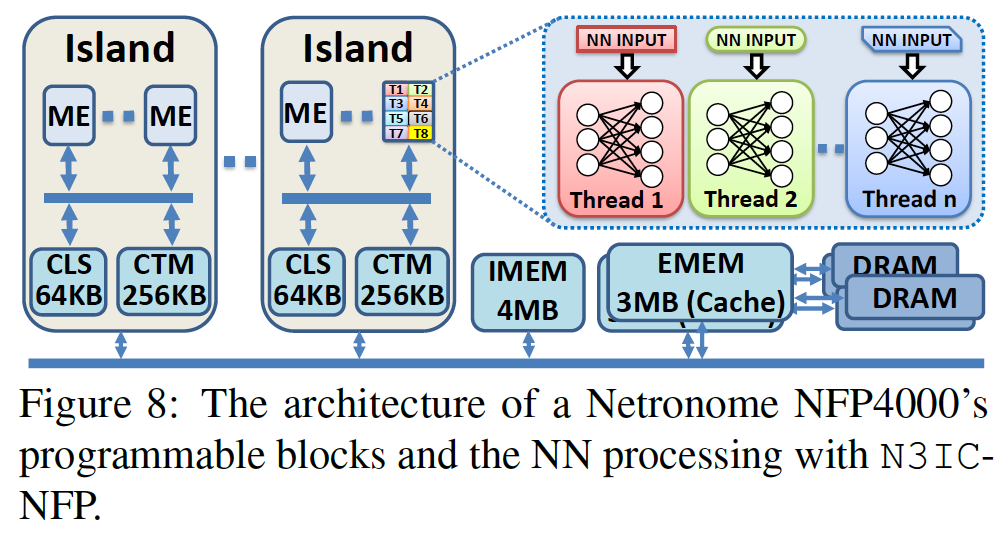 Island
Island
NN INPUT
NN INPUT
NN INPUT
ME
ME
ME
T1 T2
T3 T4
T5 T6
T7 T8
Thread 1
Thread 2
Thread n
CLS
64KB
CTM
256KB
CLS
64KB
CTM
256KB
IMEM
4MB
EMEM
3MB (Cache)
DRAM
DRAM
Figure 8: The architecture of a Netronome NFP4000's
programmable blocks and the NN processing with N3IC-
NFP.